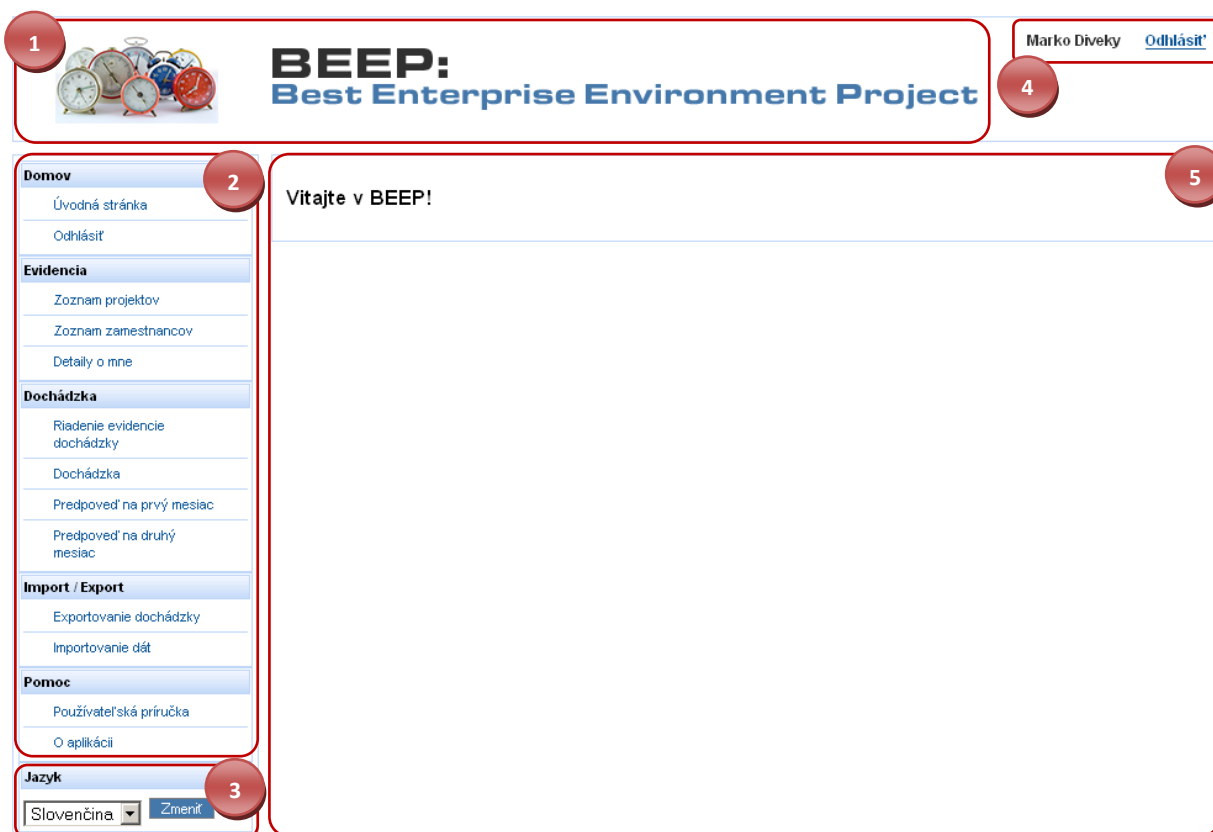 1
BEEP:
Best Enterprise Environment Project
Marko Diveky Odhlásiť
4
2
Domov
Úvodná stránka
Odhlásiť
Evidencia
Zoznam projektov
Zoznam zamestnancov
Detaily o mne
Dochádzka
Riadenie evidencie
dochádzky
Dochádzka
Predpoveď na prvý mesiac
Predpoveď na druhý
mesiac
Import / Export
Exportovanie dochádzky
Importovanie dát
Pomoc
Používateľská príručka
O aplikácii
Jazyk
3
Slovenčina Zmeniť
5
Vitajte v BEEP!